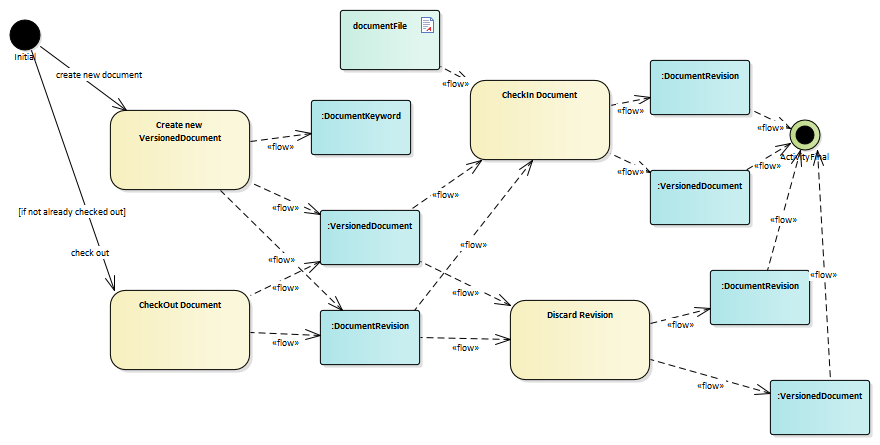 Initial
create new document
[if not already checked out]
check out
Create new
VersionedDocument
CheckOut Document
«flow»
:DocumentKeyword
«flow»
«flow»
:VersionedDocument
«flow»
«flow»
:DocumentRevision
documentFile
«flow»
«flow»
«flow»
«flow»
«flow»
CheckIn Document
Discard Revision
«flow»
:DocumentRevision
«flow»
:VersionedDocument
«flow»
«flow»
ActivityFinal
«flow»
:DocumentRevision
«flow»
«flow»
:VersionedDocument
«flow»